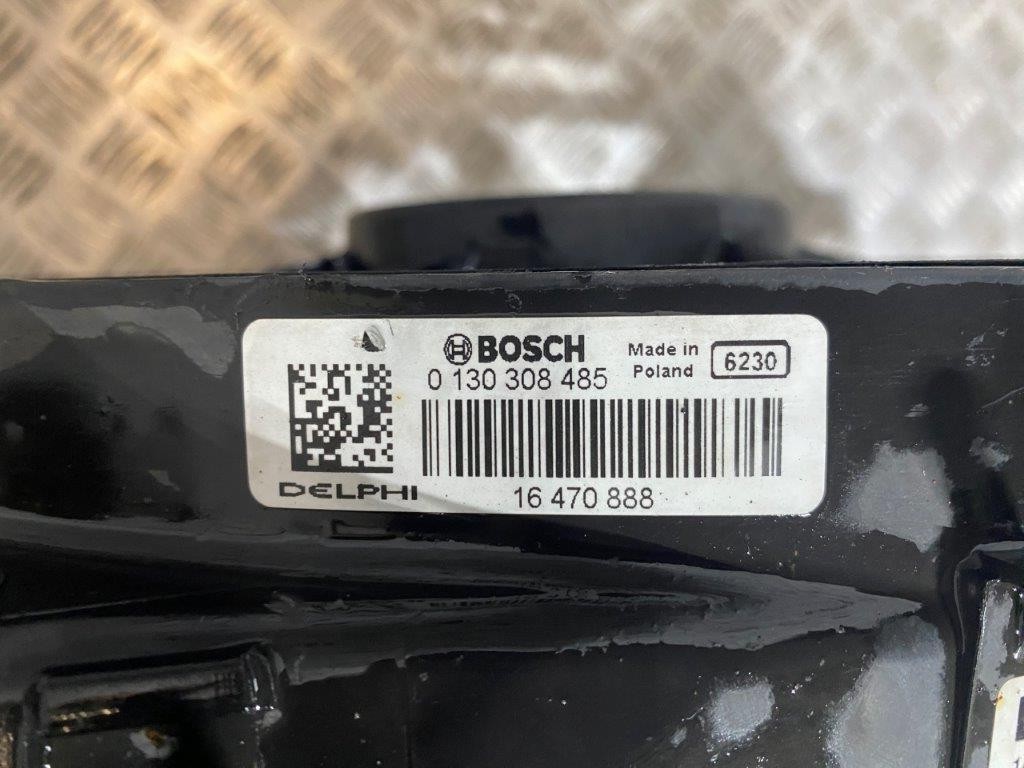 BOSCH
0 130 308 485
Made in
Poland
6230
DELPHI
16 470 888